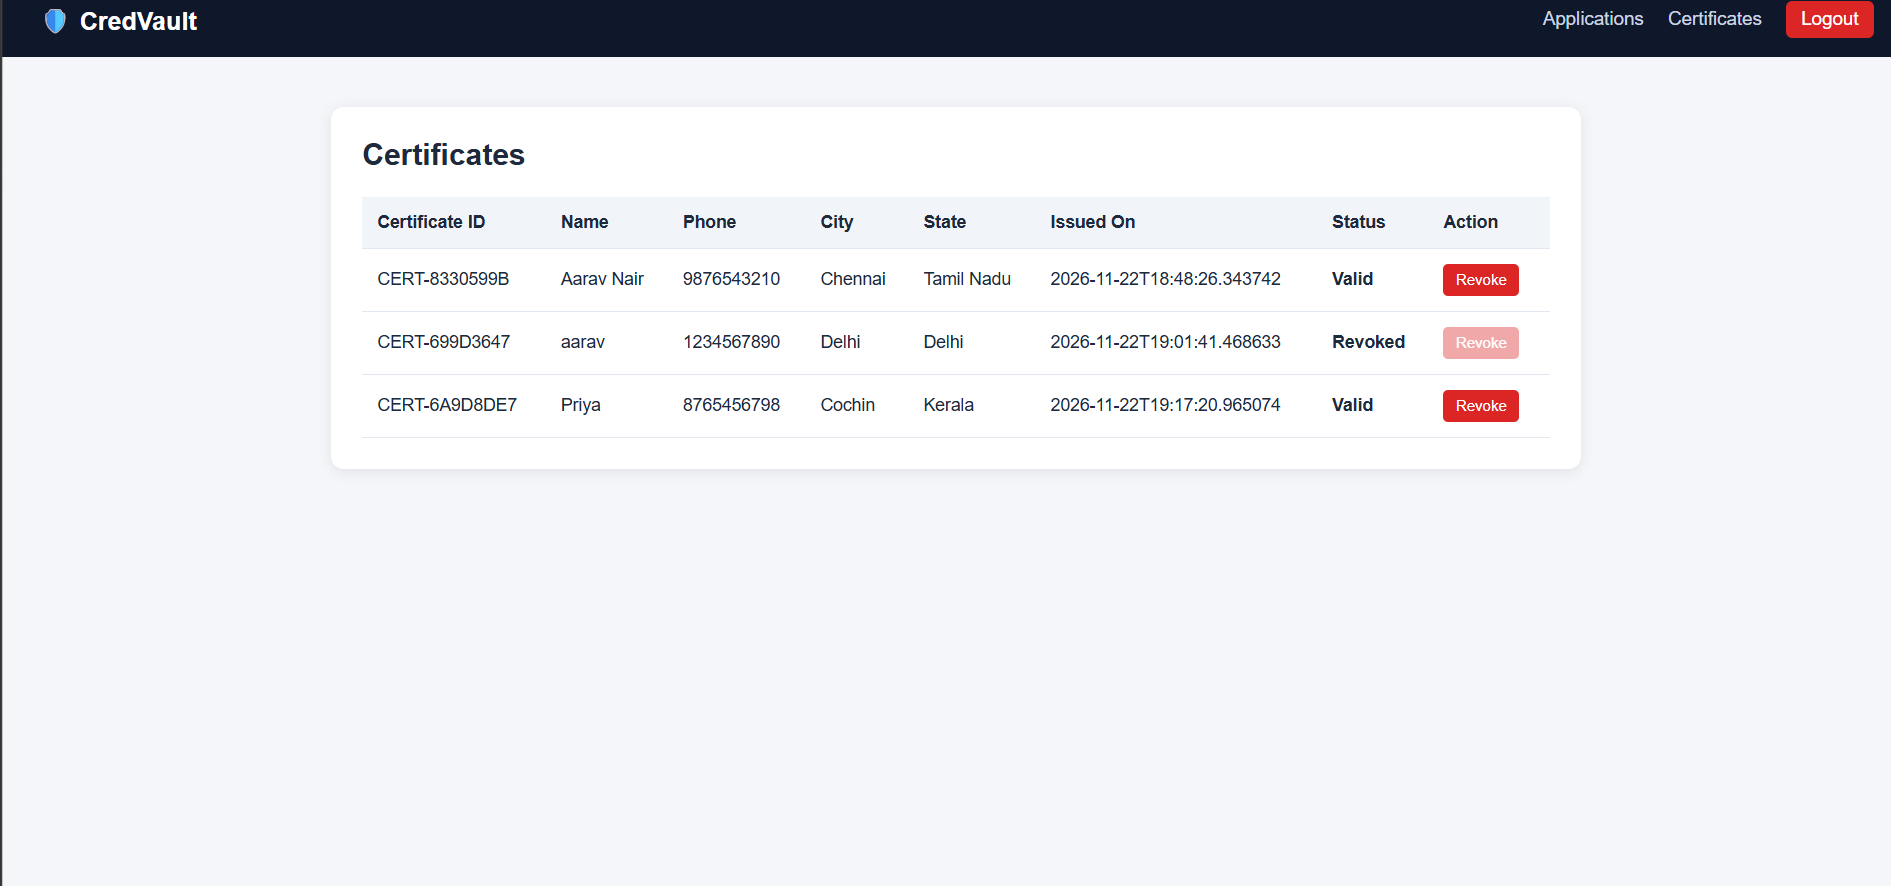 CredVault
Applications Certificates Logout
Certificates
Certificate ID Name Phone City State Issued On Status Action
CERT-8330599B Aarav Nair 9876543210 Chennai Tamil Nadu 2026-11-22T18:48:26.343742 Valid Revoke
CERT-699D3647 aarav 1234567890 Delhi Delhi 2026-11-22T19:01:41.468633 Revoked Revoke
CERT-6A9D8DE7 Priya 8765456798 Cochin Kerala 2026-11-22T19:17:20.965074 Valid Revoke